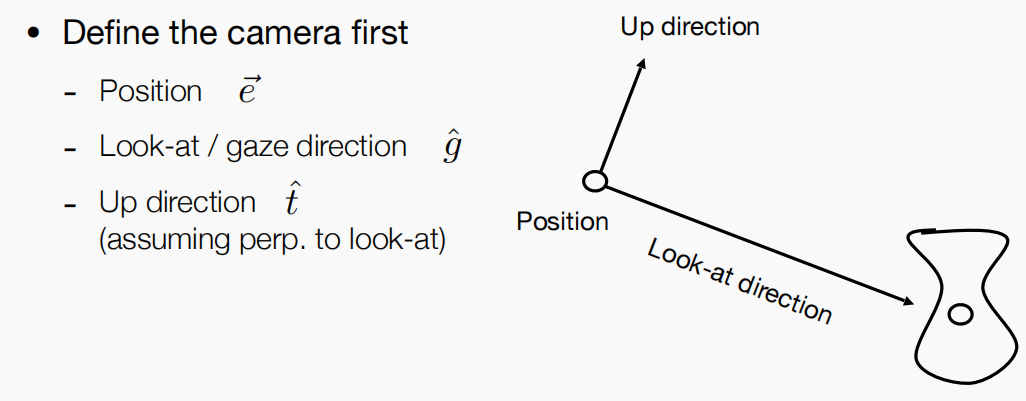 • Define the camera first
- Position $\vec{e}$
- Look-at / gaze direction $\hat{g}$
- Up direction $\hat{t}$
(assuming perp. to look-at)
Up direction
Position
Look-at direction